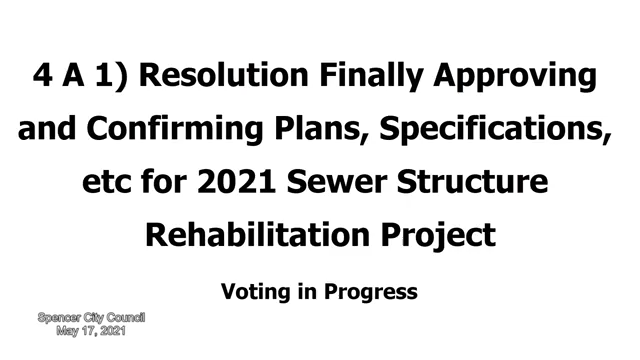 4 A 1) Resolution Finally Approving
and Confirming Plans, Specifications,
etc for 2021 Sewer Structure
Rehabilitation Project
Voting in Progress
Spencer City Council
May 17, 2021